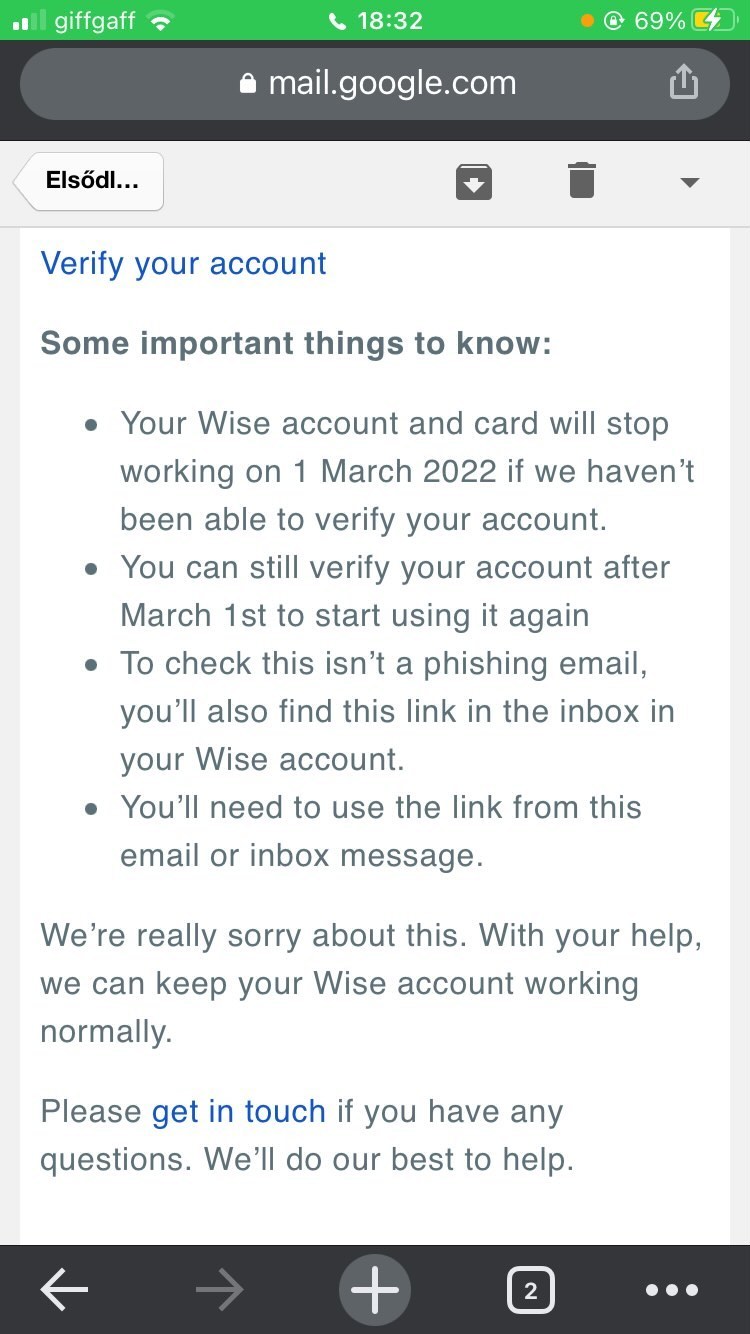 giffgaff 18:32 69%
mail.google.com
Elsődl...
Verify your account
Some important things to know:
• Your Wise account and card will stop
working on 1 March 2022 if we haven’t
been able to verify your account.
• You can still verify your account after
March 1st to start using it again
• To check this isn’t a phishing email,
you’ll also find this link in the inbox in
your Wise account.
• You’ll need to use the link from this
email or inbox message.
We’re really sorry about this. With your help,
we can keep your Wise account working
normally.
Please get in touch if you have any
questions. We’ll do our best to help.
2